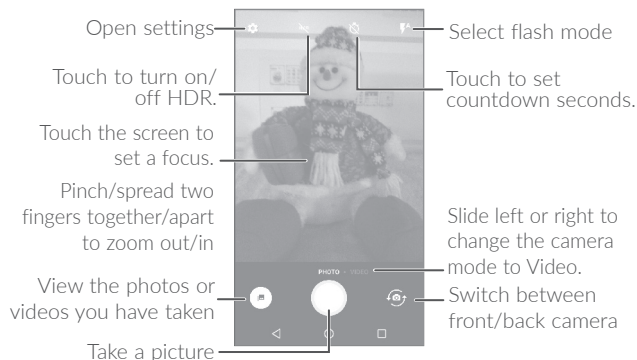 Open settings
Select flash mode
Touch to turn on/
off HDR.
Touch to set
countdown seconds.
Touch the screen to
set a focus.
Pinch/spread two
fingers together/apart
to zoom out/in
Slide left or right to
change the camera
mode to Video.
PHOTO • VIDEO
View the photos or
videos you have taken
Switch between
front/back camera
Take a picture